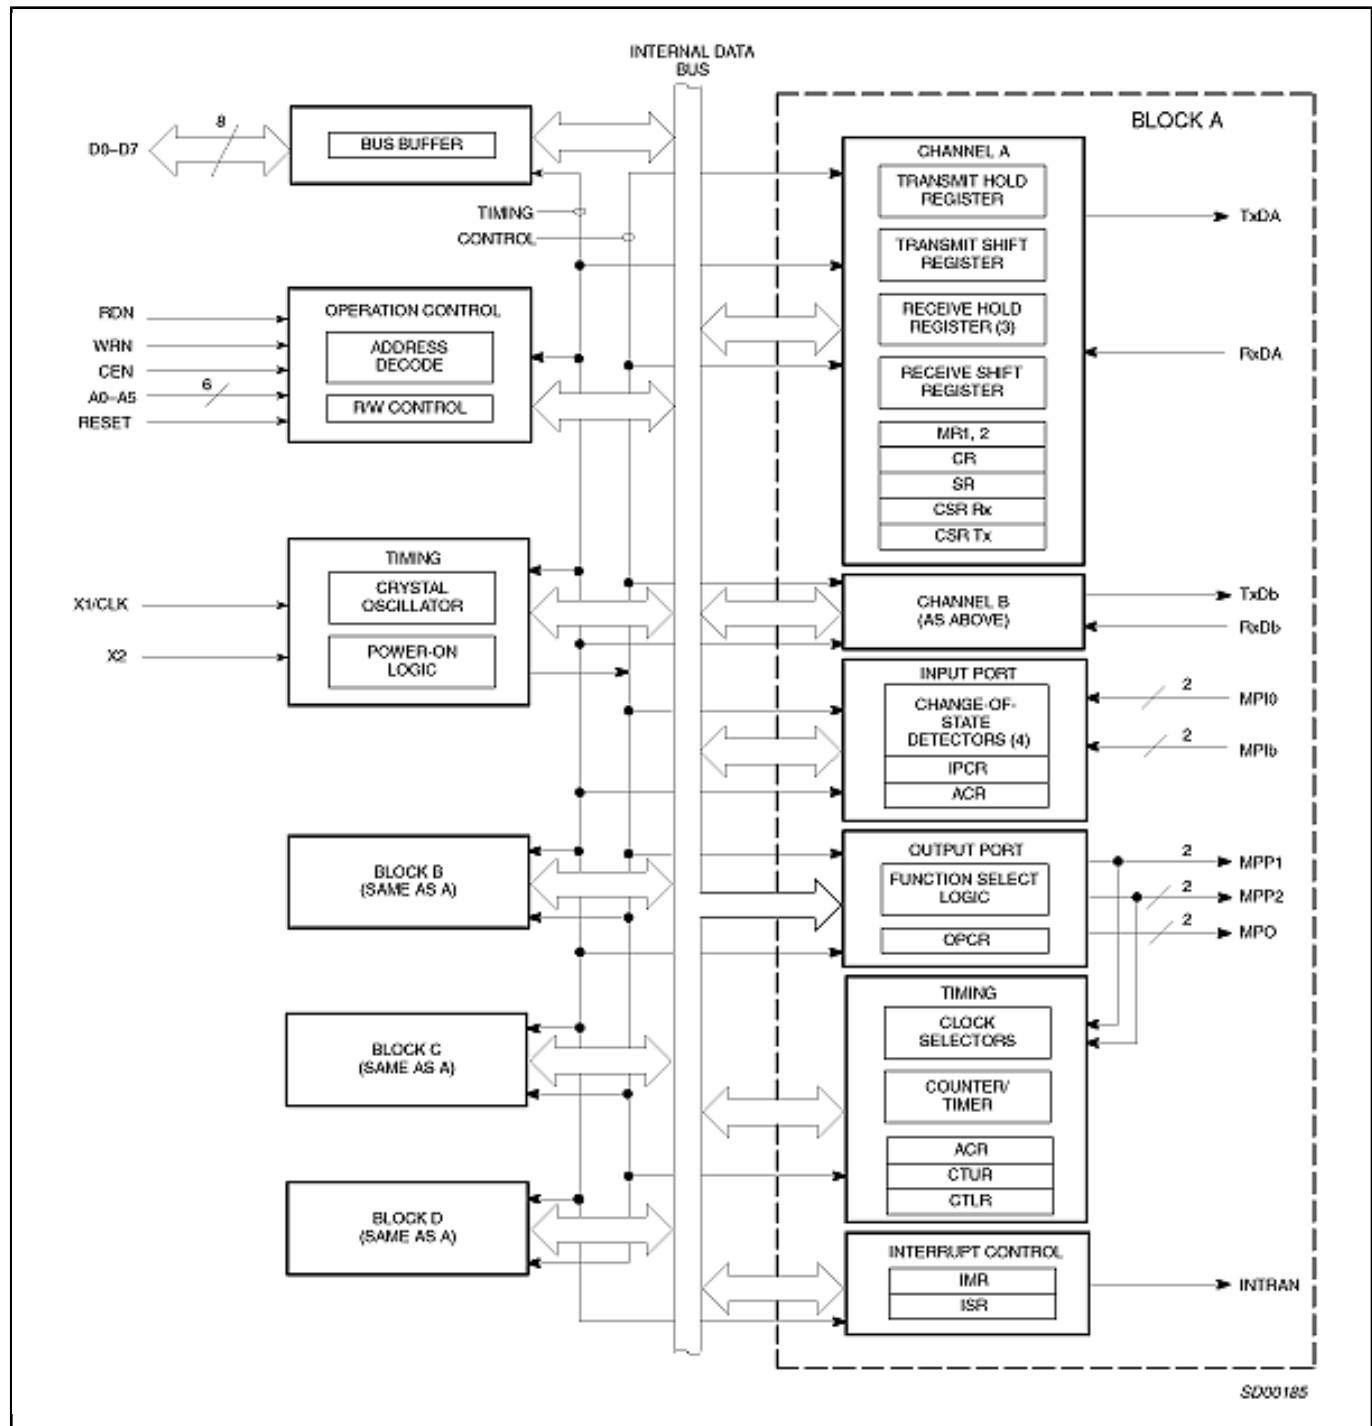 INTERNAL DATA
BUS
D0–D7
8
BUS BUFFER
TIMING
CONTROL
RDN
WRN
CEN
A0–A5
6
RESET
OPERATION CONTROL
ADDRESS
DECODE
R/W CONTROL
X1/CLK
X2
TIMING
CRYSTAL
OSCILLATOR
POWER-ON
LOGIC
BLOCK B
(SAME AS A)
BLOCK C
(SAME AS A)
BLOCK D
(SAME AS A)
BLOCK A
CHANNEL A
TRANSMIT HOLD
REGISTER
TRANSMIT SHIFT
REGISTER
RECEIVE HOLD
REGISTER (3)
RECEIVE SHIFT
REGISTER
MR1, 2
CR
SR
CSR Rx
CSR Tx
TxDA
RxDA
CHANNEL B
(AS ABOVE)
TxDb
RxDb
INPUT PORT
CHANGE-OF-
STATE
DETECTORS (4)
IPCR
ACR
2
MPI0
2
MPIb
OUTPUT PORT
FUNCTION SELECT
LOGIC
OPCR
2
MPP1
2
MPP2
2
MPO
TIMING
CLOCK
SELECTORS
COUNTER/
TIMER
ACR
CTUR
CTLR
INTERRUPT CONTROL
IMR
ISR
INTRAN
SD00185